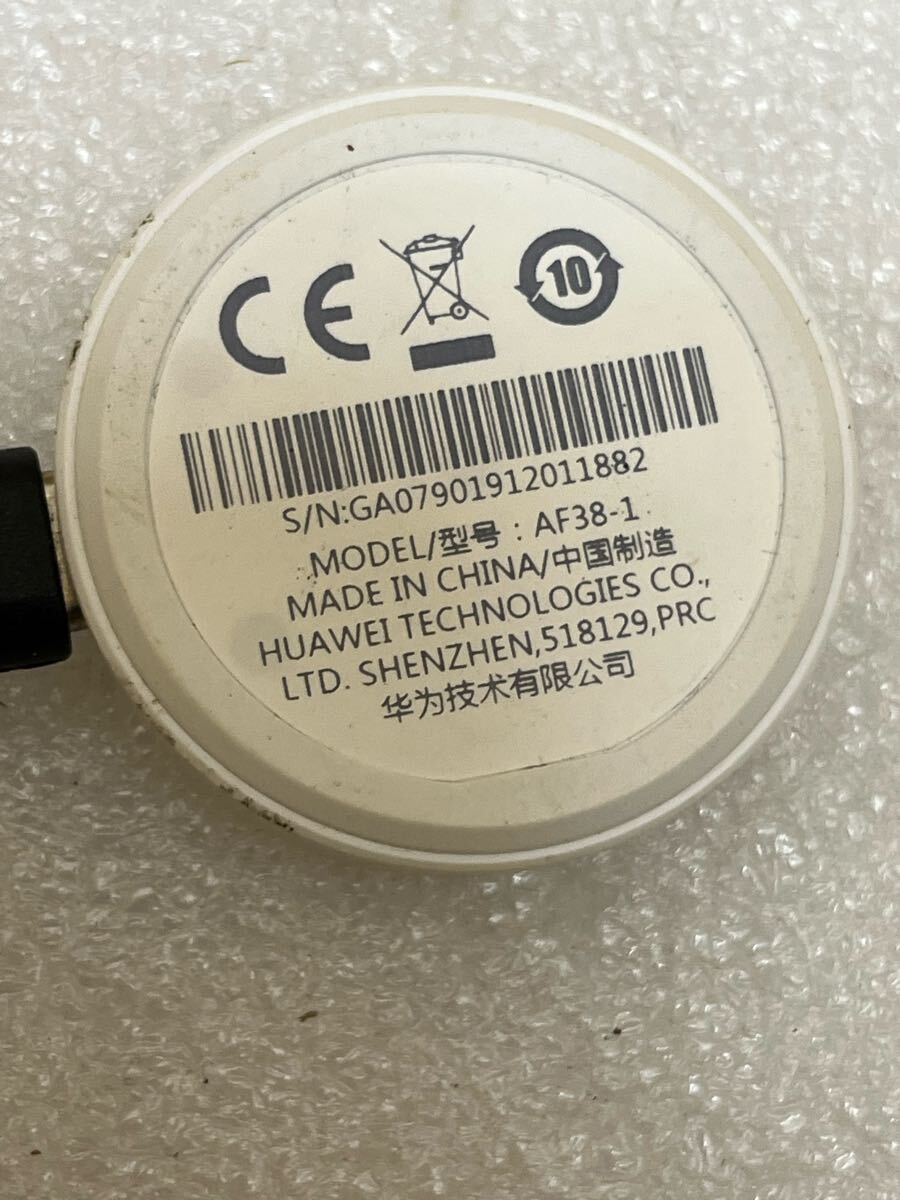 CE
10
S/N:GA07901912011882
MODEL/型号：AF38-1
MADE IN CHINA/中国制造
HUAWEI TECHNOLOGIES CO.,
LTD. SHENZHEN,518129,PRC
华为技术有限公司